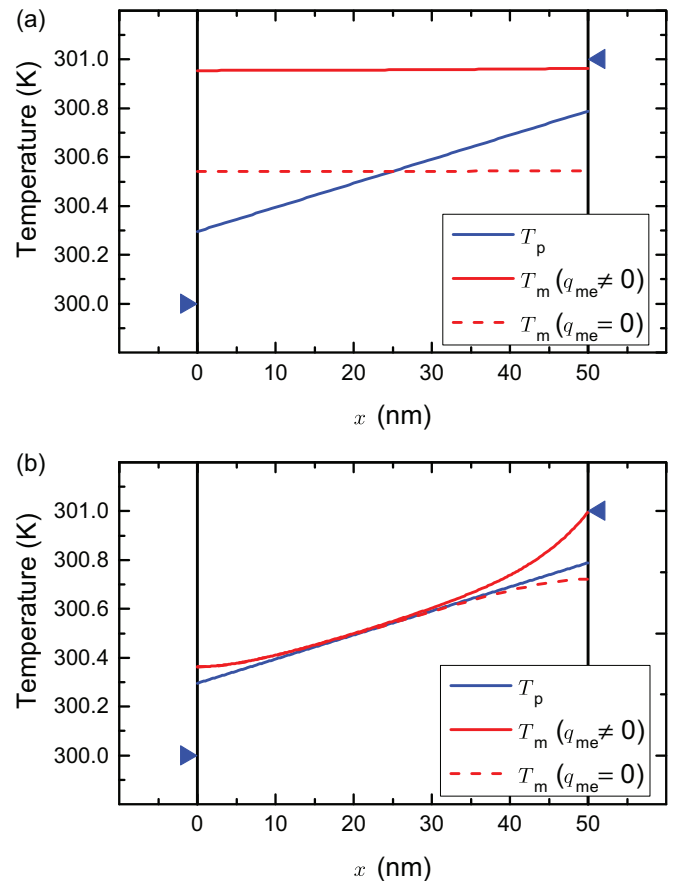 (a)
301.0
300.8
300.6
300.4
300.2
300.0
Temperature (K)
T_p
T_m (q_me ≠ 0)
T_m (q_me = 0)
0 10 20 30 40 50
x (nm)
(b)
301.0
300.8
300.6
300.4
300.2
300.0
Temperature (K)
T_p
T_m (q_me ≠ 0)
T_m (q_me = 0)
0 10 20 30 40 50
x (nm)